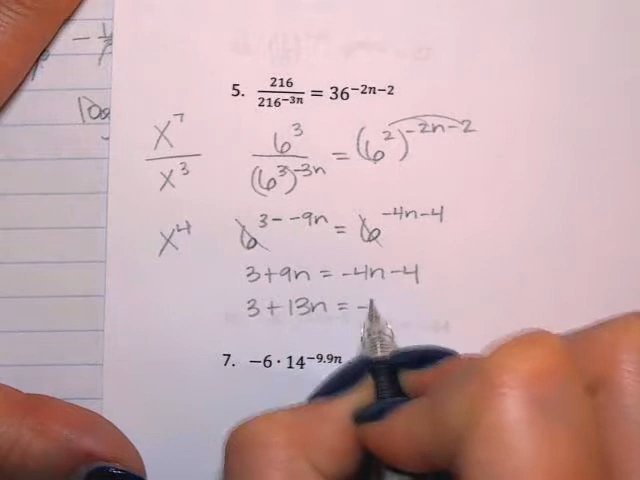 5. 216/216^{-3n} = 36^{-2n-2}
x^7/x^3
6^3/(6^3)^{-3n} = (6^2)^{-2n-2}
x^4
6^{3--9n} = 6^{-4n-4}
3+9n = -4n-4
3+13n = -
7. −6 · 14^{−9.9n}